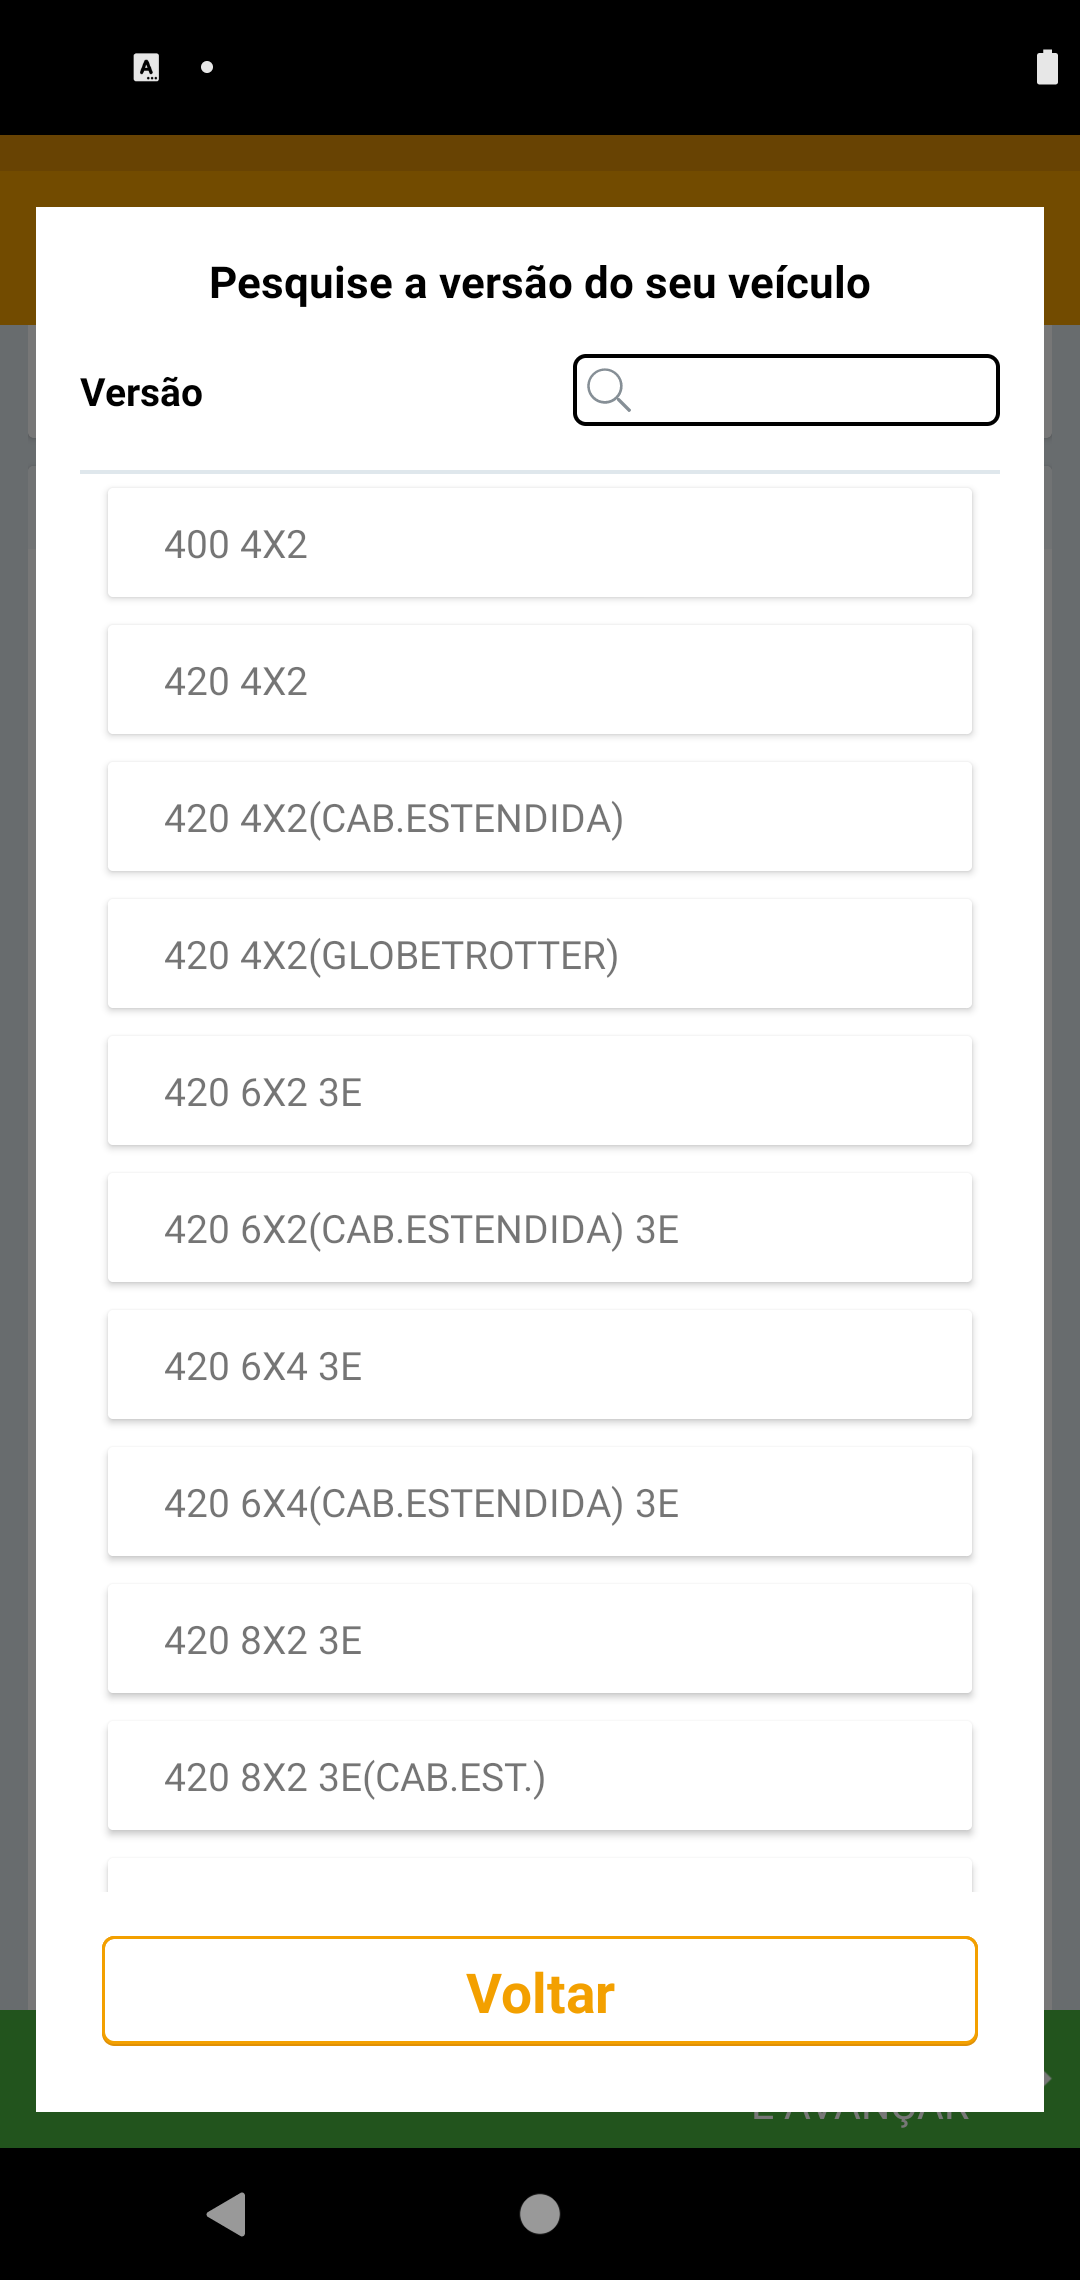 Pesquise a versão do seu veículo
Versão
400 4X2
420 4X2
420 4X2(CAB.ESTENDIDA)
420 4X2(GLOBETROTTER)
420 6X2 3E
420 6X2(CAB.ESTENDIDA) 3E
420 6X4 3E
420 6X4(CAB.ESTENDIDA) 3E
420 8X2 3E
420 8X2 3E(CAB.EST.)
Voltar
E AVANÇAR